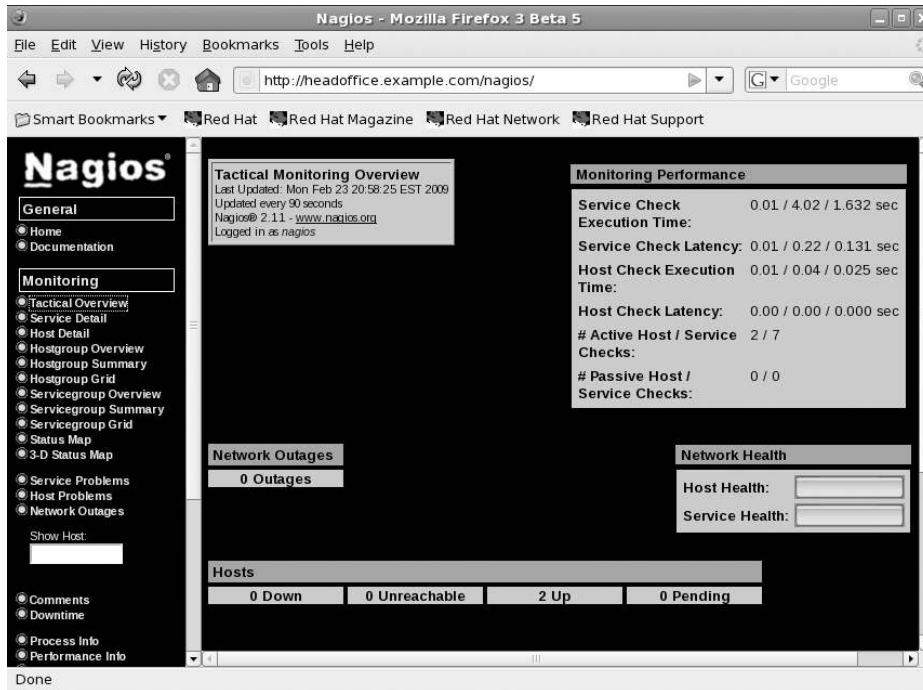 Nagios - Mozilla Firefox 3 Beta 5
File Edit View History Bookmarks Tools Help
http://headoffice.example.com/nagios/
G Google
Smart Bookmarks Red Hat Red Hat Magazine Red Hat Network Red Hat Support
Nagios®
General
Home
Documentation
Monitoring
Tactical Overview
Service Detail
Host Detail
Hostgroup Overview
Hostgroup Summary
Hostgroup Grid
Servicegroup Overview
Servicegroup Summary
Servicegroup Grid
Status Map
3-D Status Map
Service Problems
Host Problems
Network Outages
Show Host:
Comments
Downtime
Process Info
Performance Info
Tactical Monitoring Overview
Last Updated: Mon Feb 23 20:58:25 EST 2009
Updated every 90 seconds
Nagios® 2.11 - www.nagios.org
Logged in as nagios
Monitoring Performance
Service Check 0.01 / 4.02 / 1.632 sec
Execution Time:
Service Check Latency: 0.01 / 0.22 / 0.131 sec
Host Check Execution 0.01 / 0.04 / 0.025 sec
Time:
Host Check Latency: 0.00 / 0.00 / 0.000 sec
# Active Host / Service 2 / 7
Checks:
# Passive Host / 0 / 0
Service Checks:
Network Outages
0 Outages
Network Health
Host Health:
Service Health:
Hosts
0 Down 0 Unreachable 2 Up 0 Pending
Done